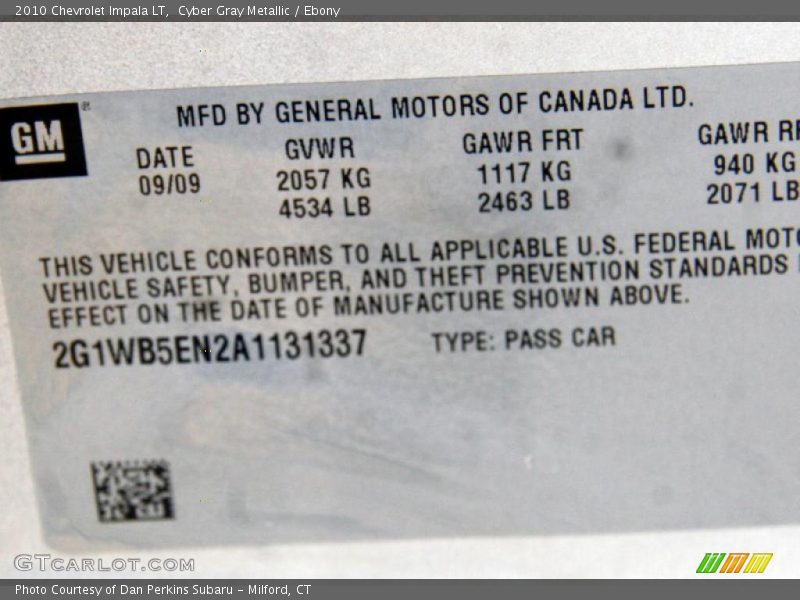 2010 Chevrolet Impala LT, Cyber Gray Metallic / Ebony
GM®
MFD BY GENERAL MOTORS OF CANADA LTD.
DATE GVWR GAWR FRT GAWR
09/09 2057 KG 1117 KG 940 KG
4534 LB 2463 LB 2071 LB
THIS VEHICLE CONFORMS TO ALL APPLICABLE U.S. FEDERAL
VEHICLE SAFETY, BUMPER, AND THEFT PREVENTION STANDARDS
EFFECT ON THE DATE OF MANUFACTURE SHOWN ABOVE.
2G1WB5EN2A1131337 TYPE: PASS CAR
GTCARLOT.COM
Photo Courtesy of Dan Perkins Subaru - Milford, CT